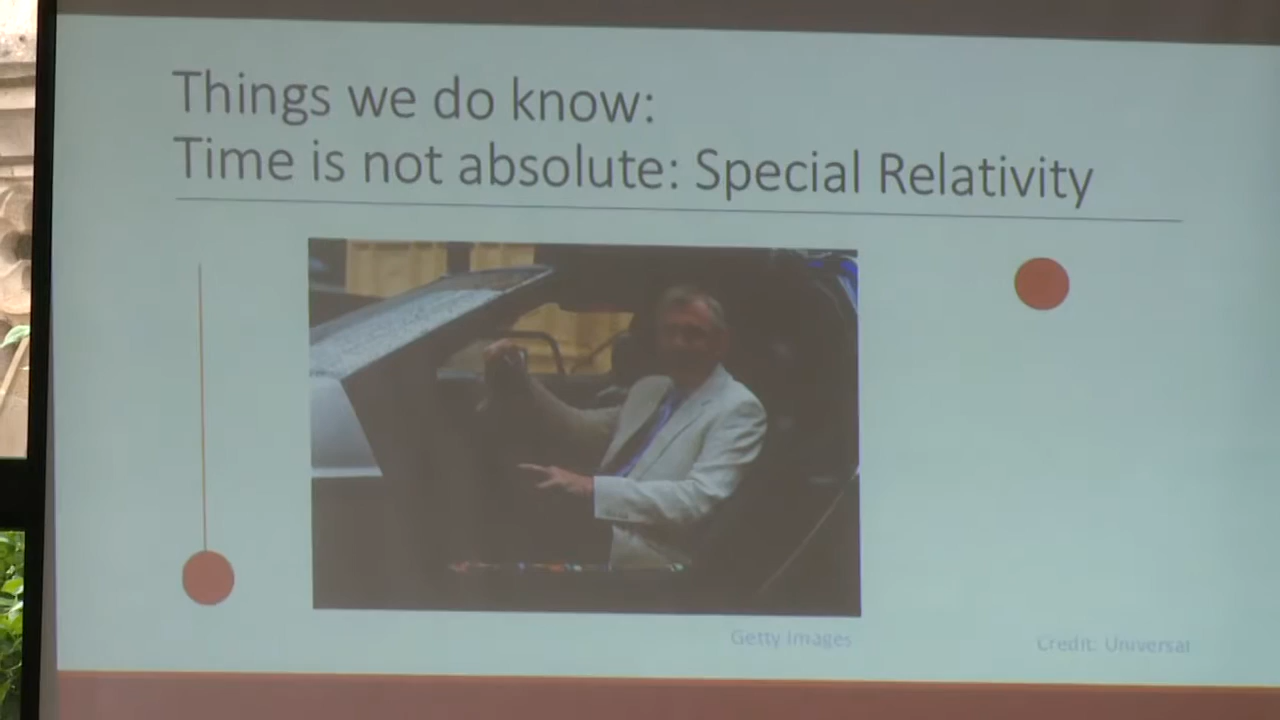 Things we do know:
Time is not absolute: Special Relativity
Getty Images
Credit: Universal